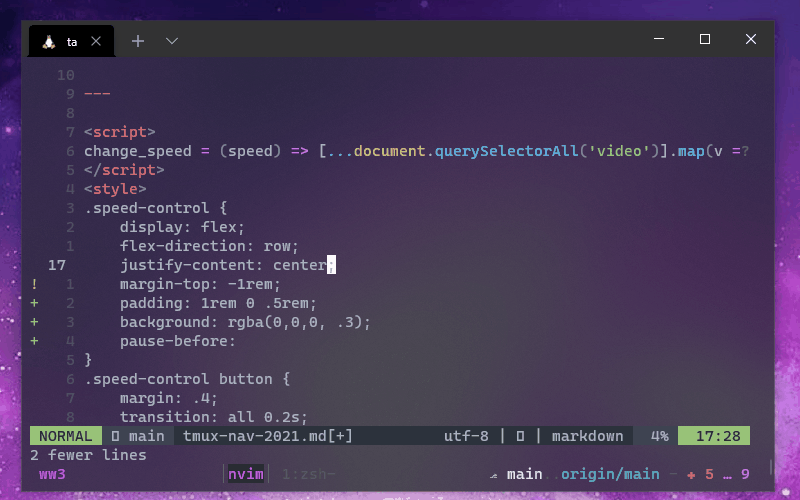 ta
10
9 ---
8
7 <script>
6 change_speed = (speed) => [...document.querySelectorAll('video')].map(v =?
5 </script>
4 <style>
3 .speed-control {
2 display: flex;
1 flex-direction: row;
17 justify-content: center;
! 1 margin-top: -1rem;
+ 2 padding: 1rem 0 .5rem;
+ 3 background: rgba(0,0,0, .3);
+ 4 pause-before:
5 }
6 .speed-control button {
7 margin: .4;
8 transition: all 0.2s;
NORMAL main tmux-nav-2021.md[+] utf-8 | | markdown 4% 17:28
2 fewer lines
ww3 nvim 1:zsh- main..origin/main - + 5 … 9